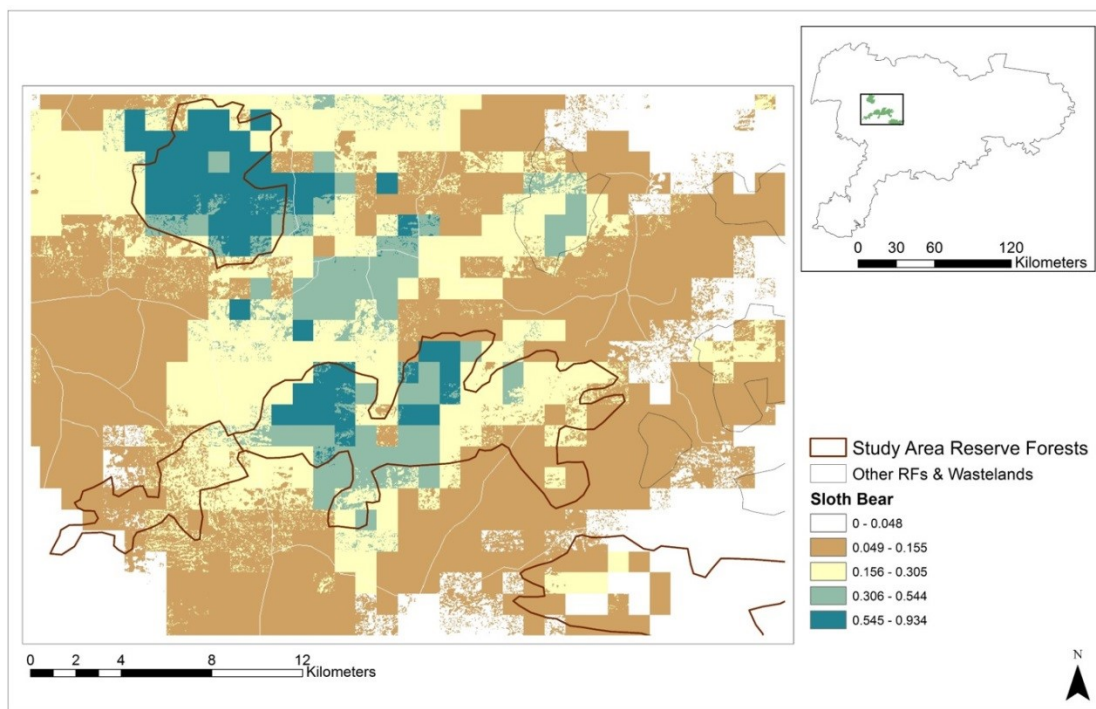 0 30 60 120
Kilometers
Study Area Reserve Forests
Other RFs & Wastelands
Sloth Bear
0 - 0.048
0.049 - 0.155
0.156 - 0.305
0.306 - 0.544
0.545 - 0.934
0 2 4 8 12
Kilometers
N